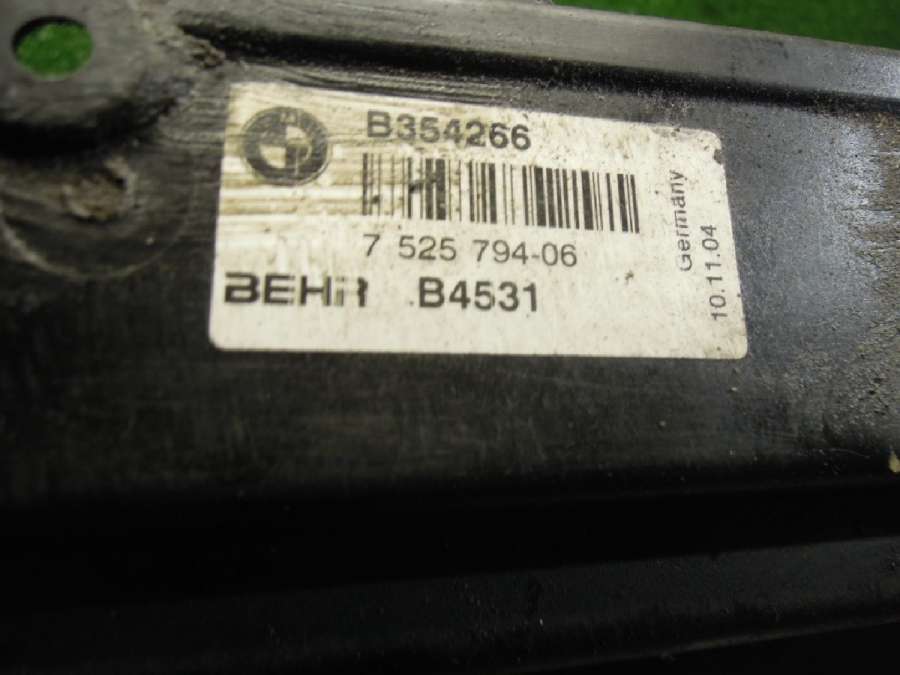 B354266
7 525 794-06
BEHR B4531
Germany
10.11.04